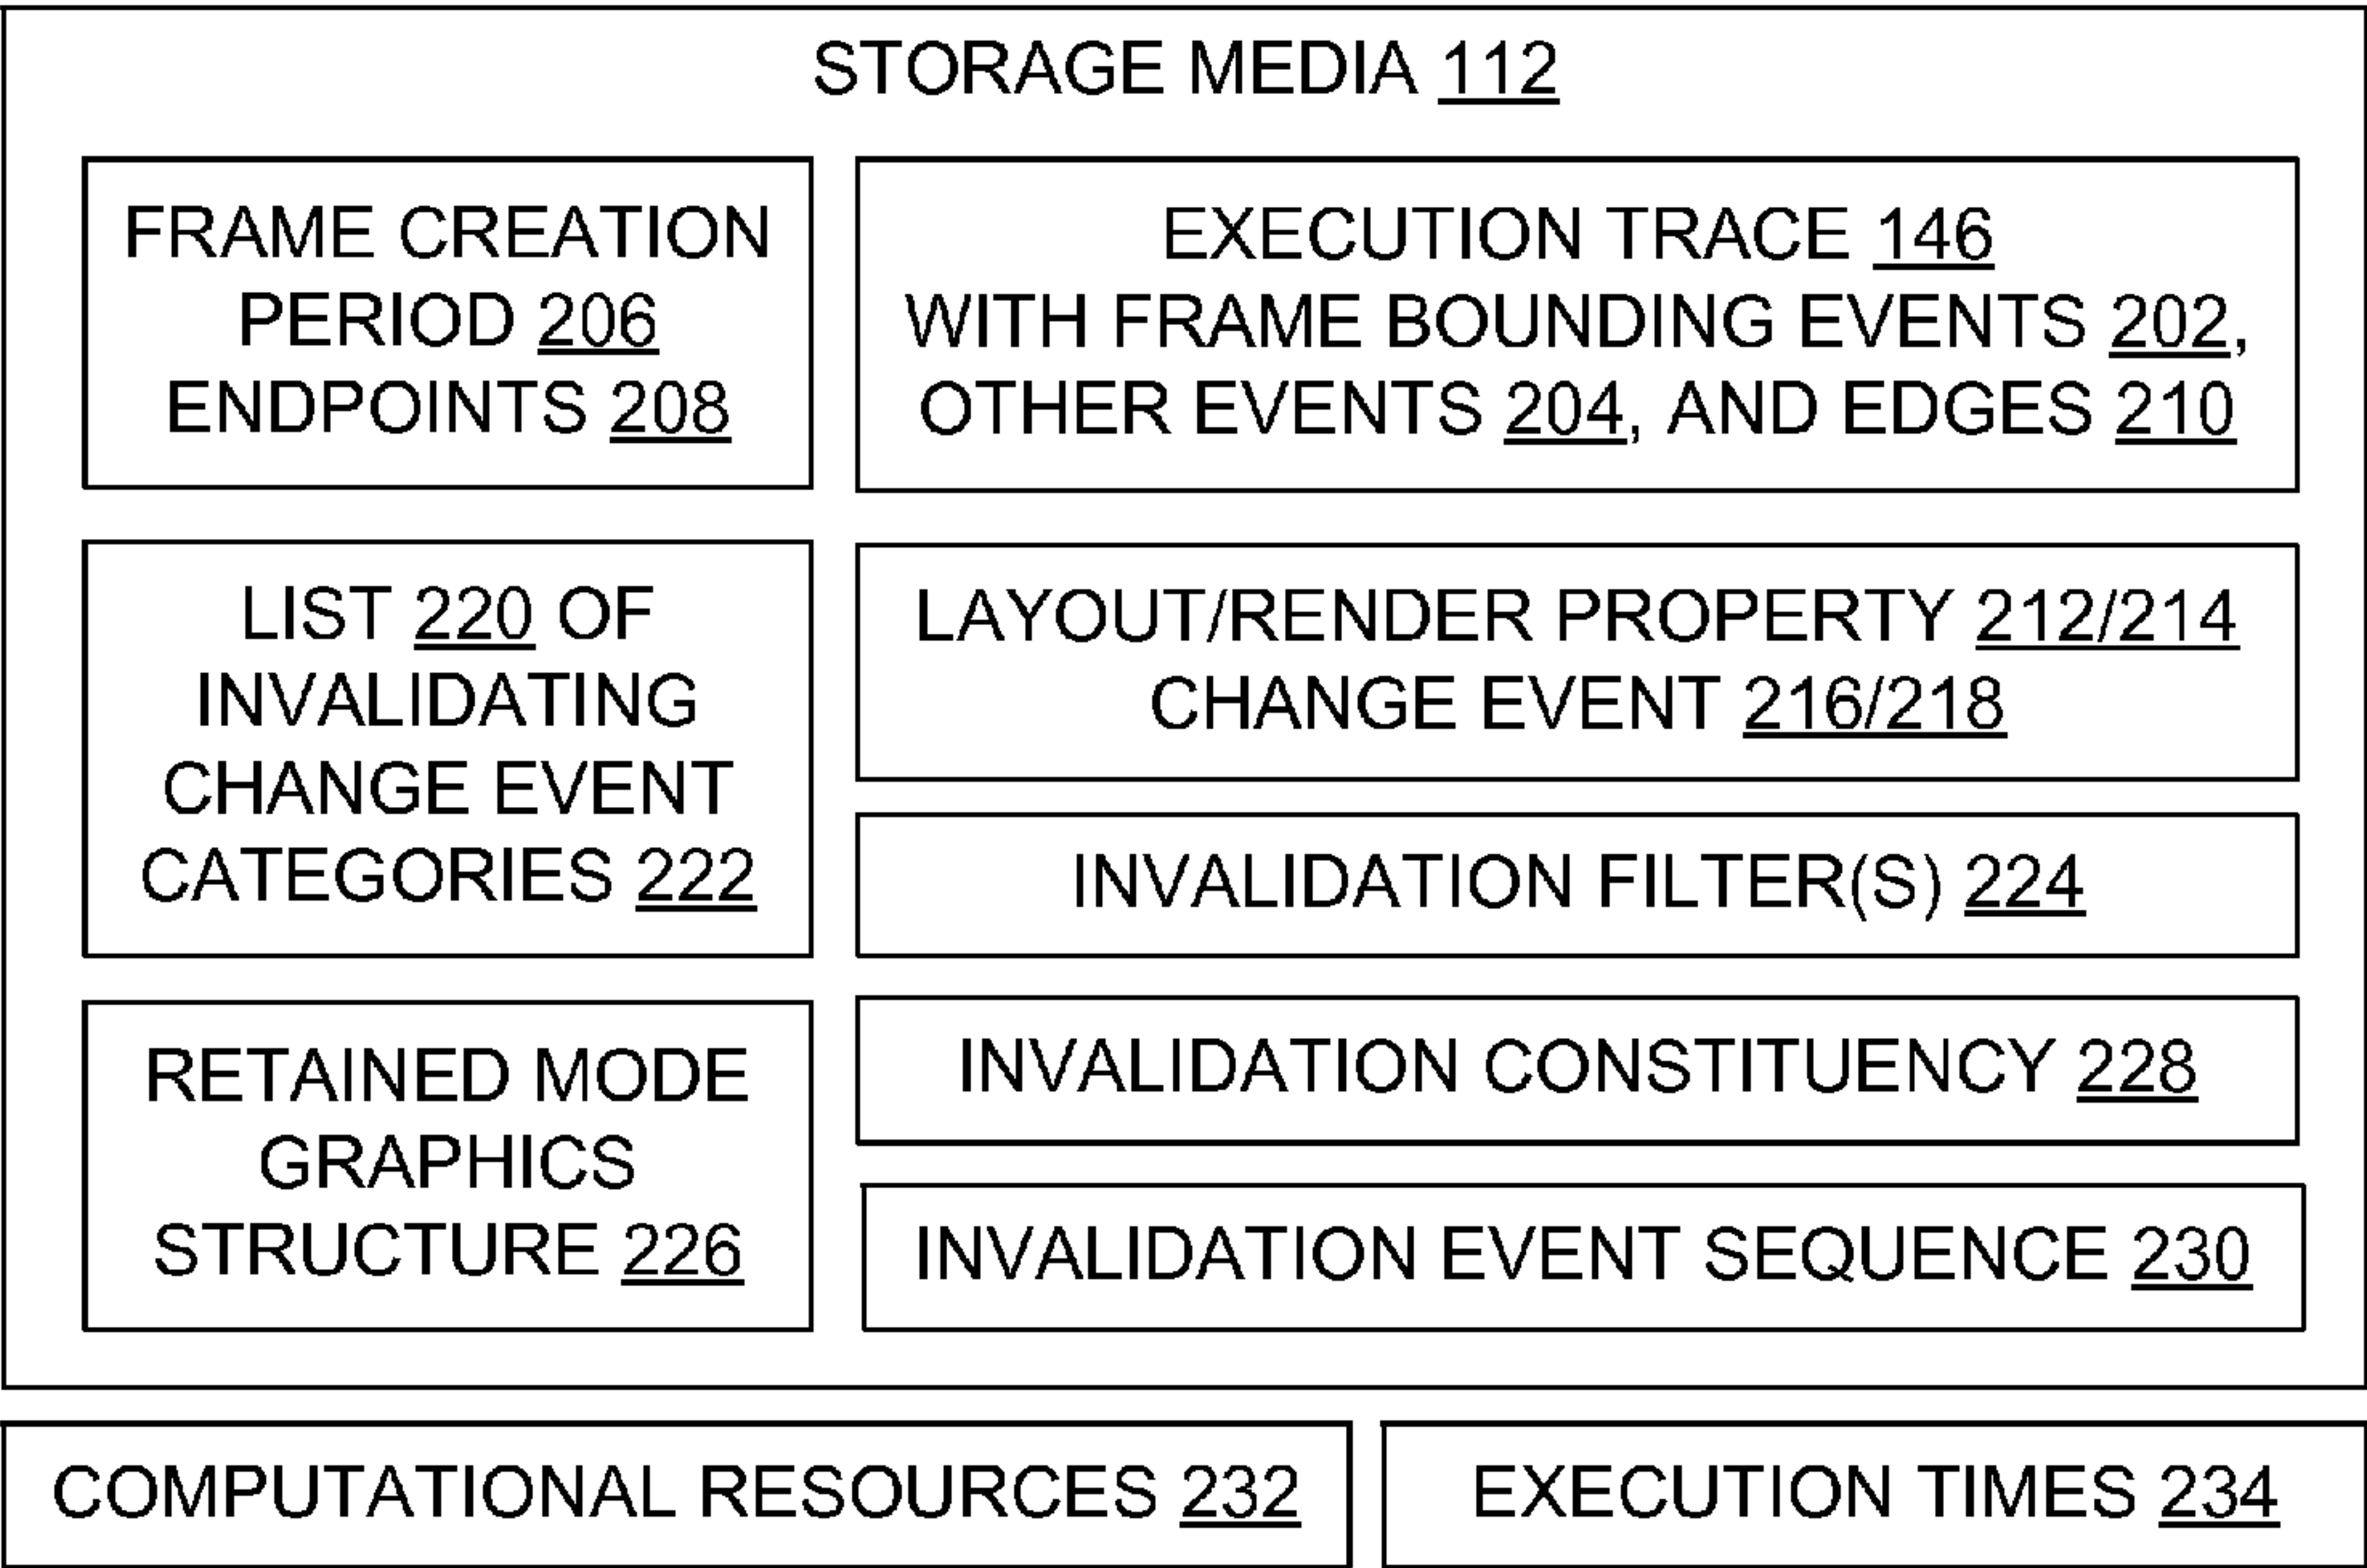 STORAGE MEDIA 112
FRAME CREATION
PERIOD 206
ENDPOINTS 208
EXECUTION TRACE 146
WITH FRAME BOUNDING EVENTS 202,
OTHER EVENTS 204, AND EDGES 210
LIST 220 OF
INVALIDATING
CHANGE EVENT
CATEGORIES 222
LAYOUT/RENDER PROPERTY 212/214
CHANGE EVENT 216/218
INVALIDATION FILTER(S) 224
RETAINED MODE
GRAPHICS
STRUCTURE 226
INVALIDATION CONSTITUENCY 228
INVALIDATION EVENT SEQUENCE 230
COMPUTATIONAL RESOURCES 232
EXECUTION TIMES 234